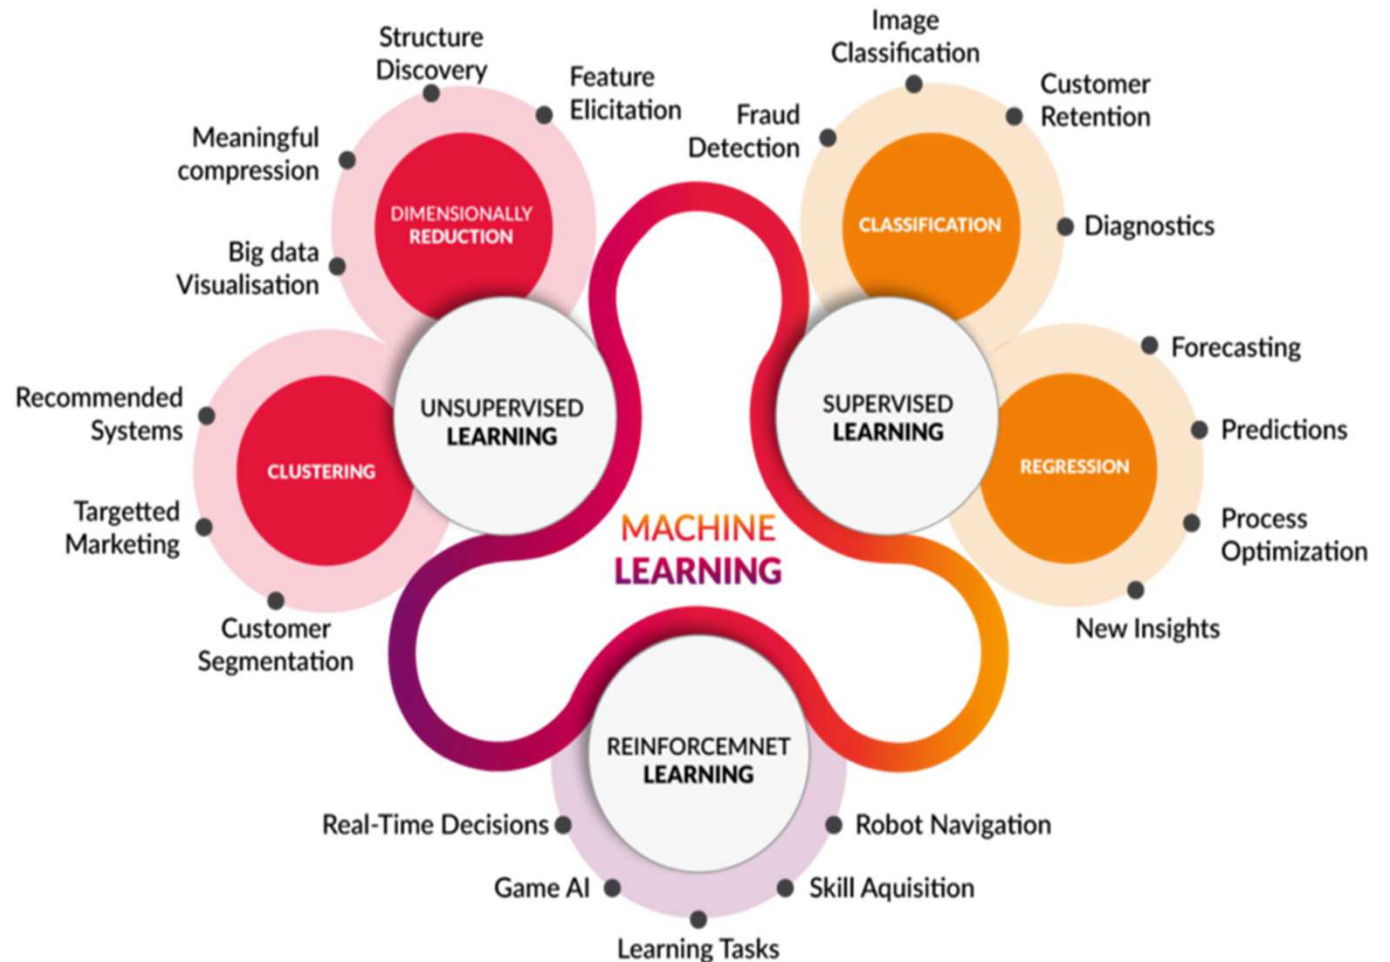 Structure
Discovery
Feature
Elicitation
Meaningful
compression
Big data
Visualisation
DIMENSIONALLY
REDUCTION
Recommended
Systems
Targetted
Marketing
Customer
Segmentation
CLUSTERING
UNSUPERVISED
LEARNING
Image
Classification
Fraud
Detection
Customer
Retention
Diagnostics
CLASSIFICATION
SUPERVISED
LEARNING
Forecasting
Predictions
Process
Optimization
New Insights
REGRESSION
MACHINE
LEARNING
REINFORCEMNET
LEARNING
Real-Time Decisions
Game AI
Learning Tasks
Skill Aquisition
Robot Navigation